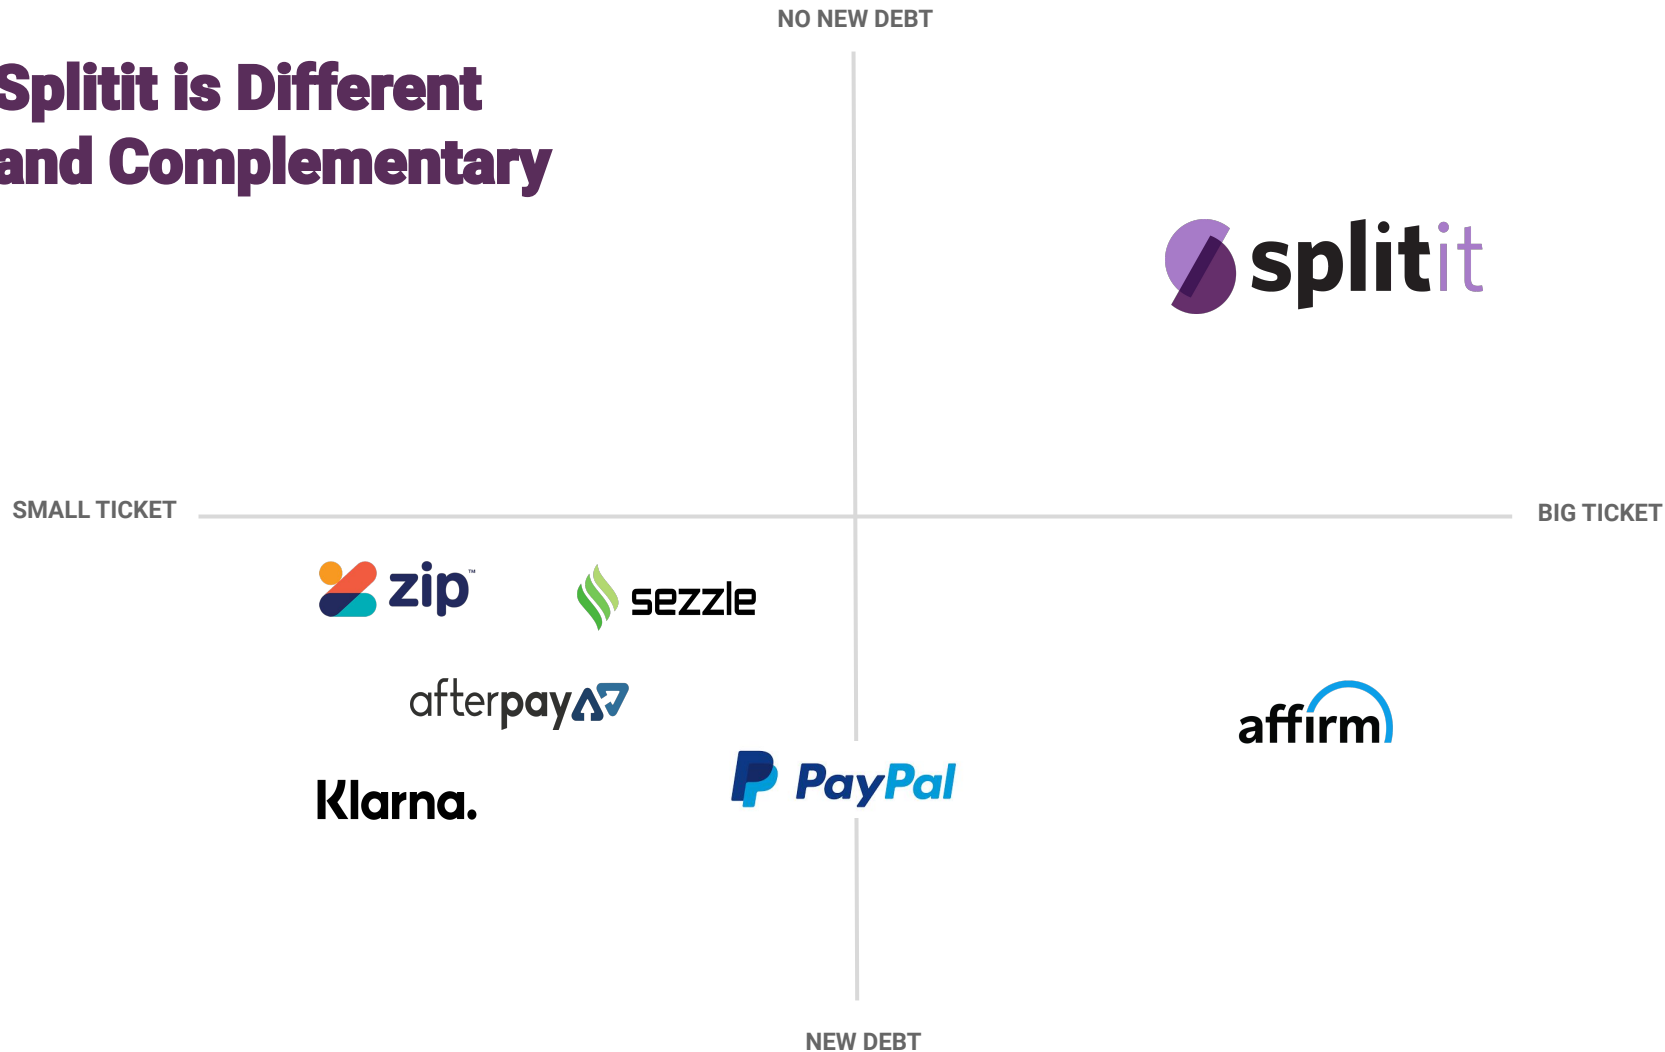 NO NEW DEBT
Splitit is Different
and Complementary
splitit
SMALL TICKET
BIG TICKET
zip™
sezzle
afterpay
affirm
PayPal
Klarna.
NEW DEBT